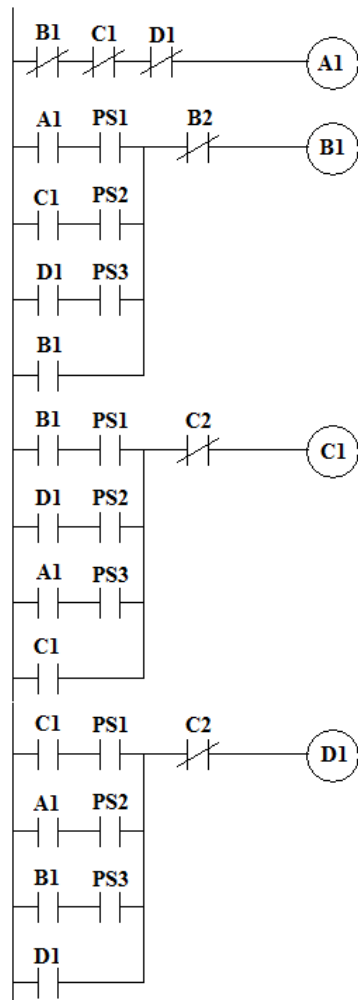 B1 C1 D1
A1
A1 PS1 B2
B1
C1 PS2
D1 PS3
B1
B1 PS1 C2
C1
D1 PS2
A1 PS3
C1
C1 PS1 C2
D1
A1 PS2
B1 PS3
D1